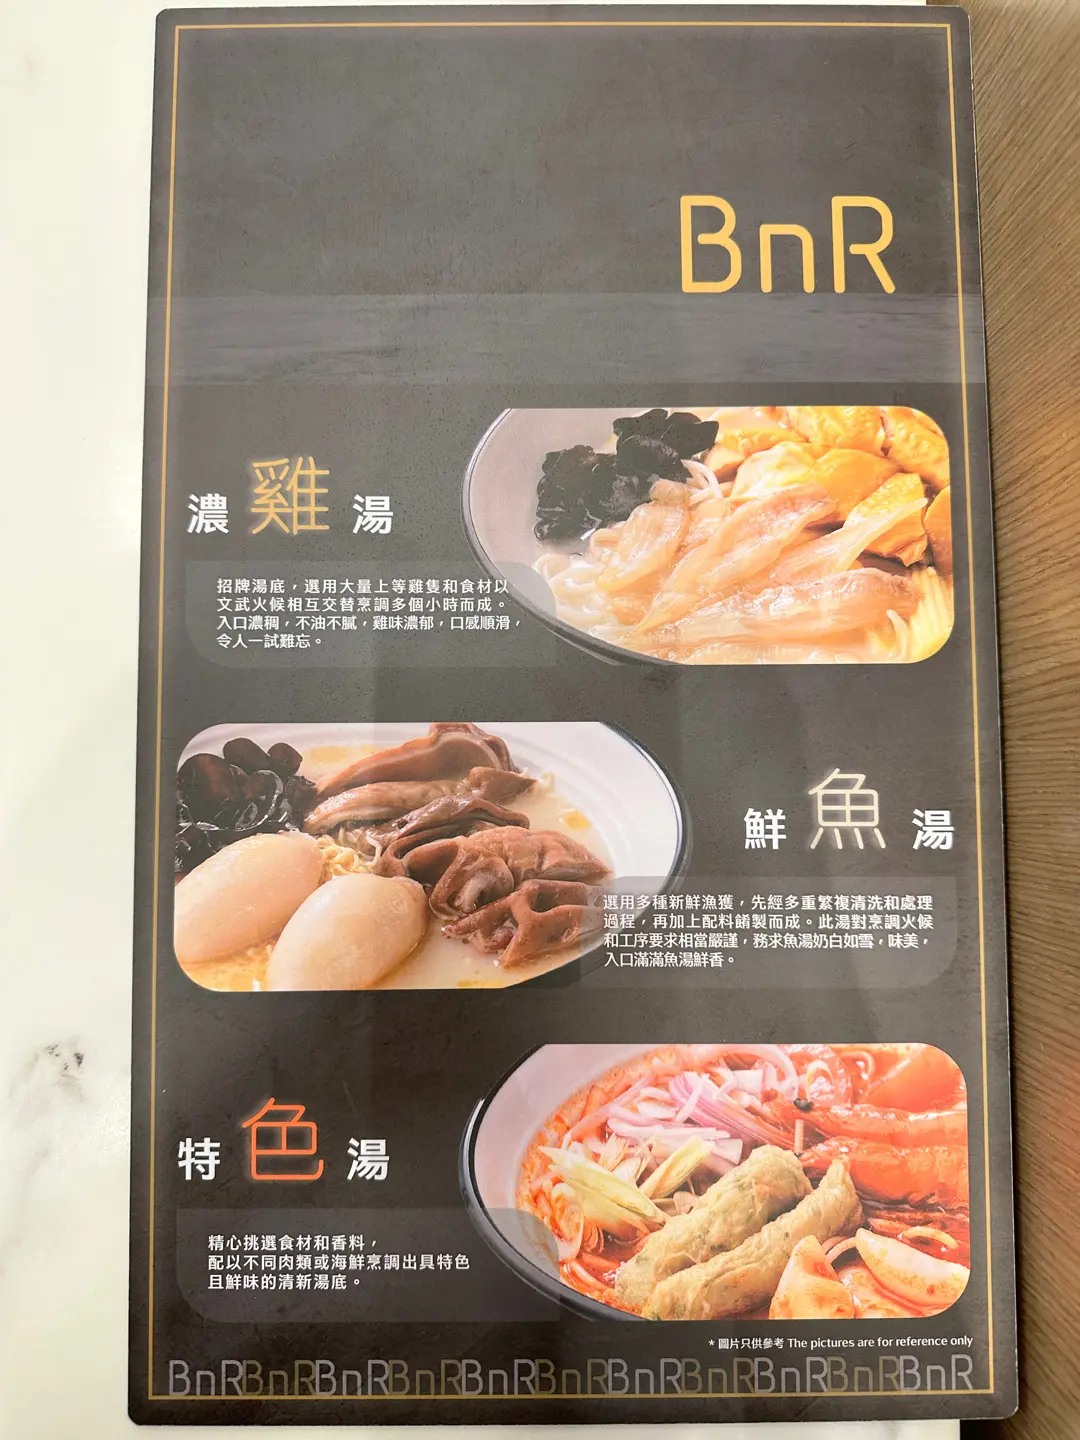 BnR
濃雞湯
招牌湯底，選用大量上等雞隻和食材以
文武火候相互交替烹調多個小時而成。
入口濃稠，不油不膩，雞味濃郁，口感順滑，
令人一試難忘。
鮮魚湯
選用多種新鮮漁獲，先經多重繁複清洗和處理
過程，再加上配料餚製而成。此湯對烹調火候
和工序要求相當嚴謹，務求魚湯奶白如雪，味美，
入口滿滿魚湯鮮香。
特色湯
精心挑選食材和香料，
配以不同肉類或海鮮烹調出具特色
且鮮味的清新湯底。
* 圖片只供參考 The pictures are for reference only
BnRBnRBnRBnRBnRBnRBnRBnRBnRBnRBnR